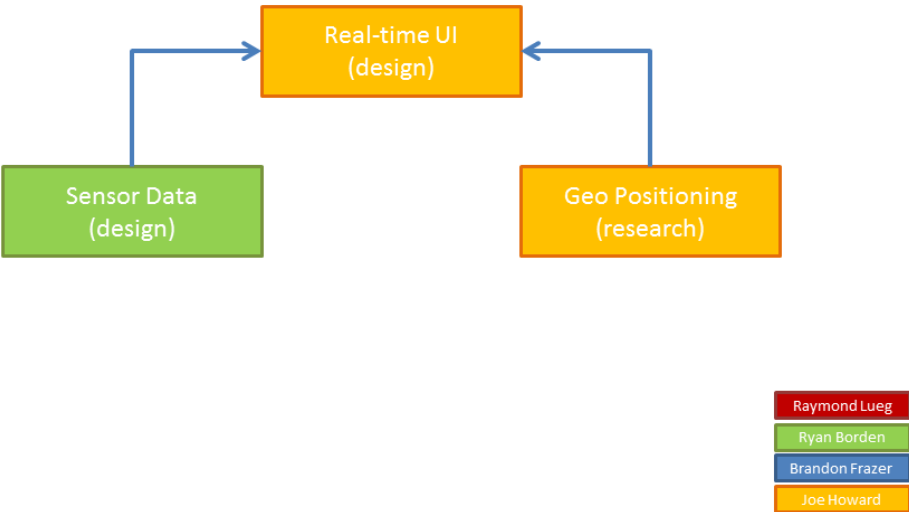 Real-time UI
(design)
Sensor Data
(design)
Geo Positioning
(research)
Raymond Lueg
Ryan Borden
Brandon Frazer
Joe Howard